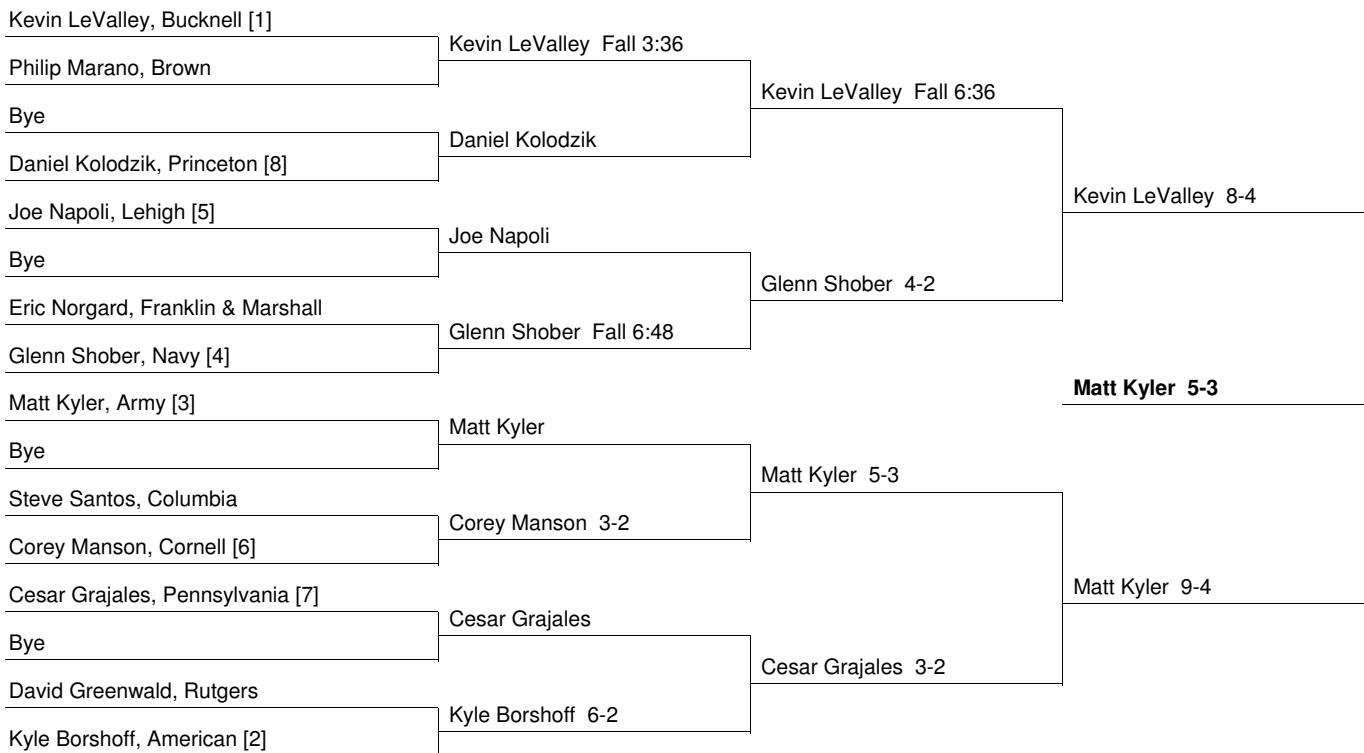 Kevin LeValley, Bucknell [1]
Philip Marano, Brown
Bye
Daniel Kolodzik, Princeton [8]
Joe Napoli, Lehigh [5]
Bye
Eric Norgard, Franklin & Marshall
Glenn Shober, Navy [4]
Matt Kyler, Army [3]
Bye
Steve Santos, Columbia
Corey Manson, Cornell [6]
Cesar Grajales, Pennsylvania [7]
Bye
David Greenwald, Rutgers
Kyle Borshoff, American [2]
Kevin LeValley Fall 3:36
Daniel Kolodzik
Joe Napoli
Glenn Shober Fall 6:48
Matt Kyler
Corey Manson 3-2
Cesar Grajales
Kyle Borshoff 6-2
Kevin LeValley Fall 6:36
Glenn Shober 4-2
Matt Kyler 5-3
Cesar Grajales 3-2
Kevin LeValley 8-4
Matt Kyler 5-3
Matt Kyler 9-4